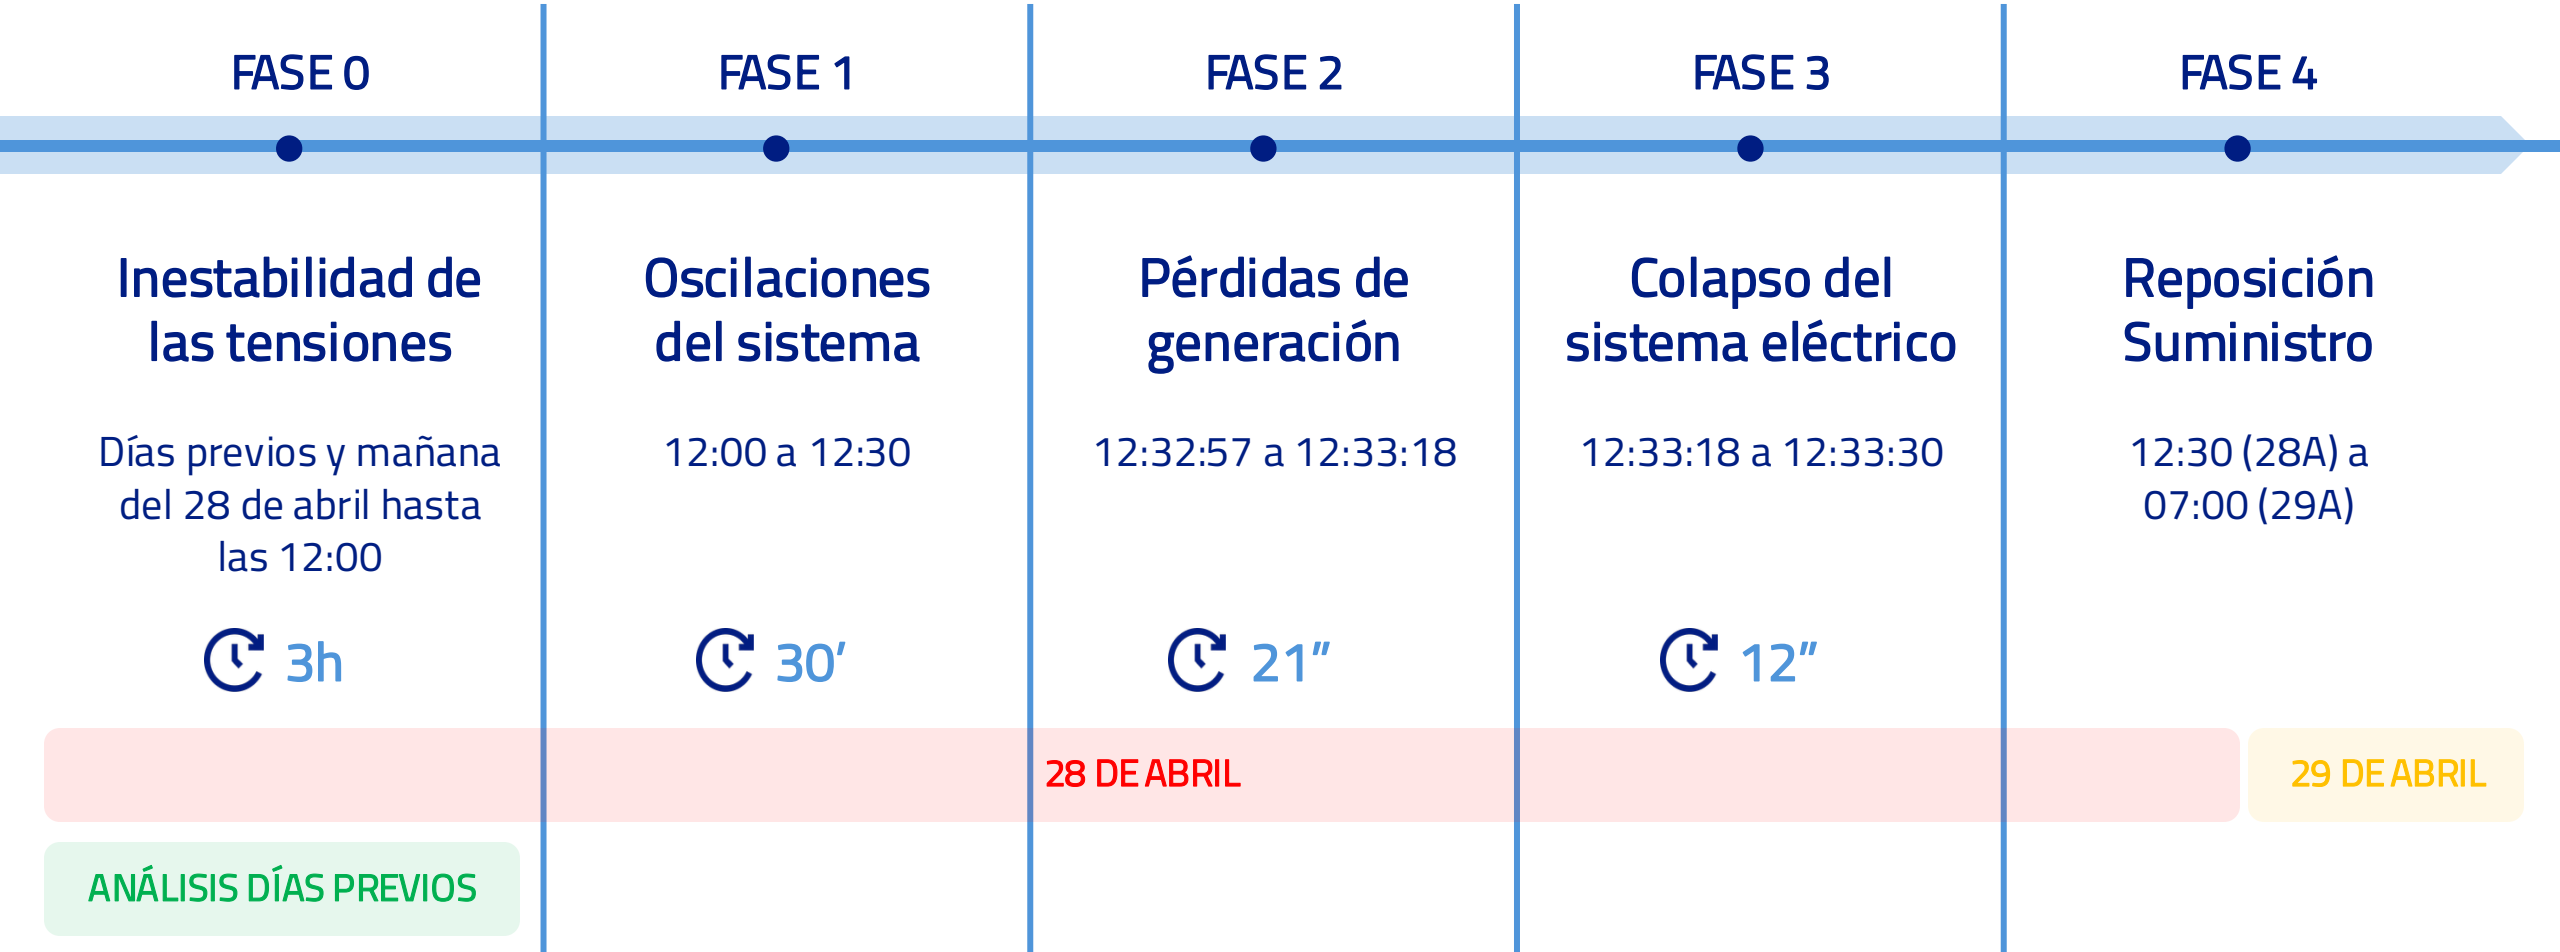 FASE 0
Inestabilidad de
las tensiones
Días previos y mañana
del 28 de abril hasta
las 12:00
3h
FASE 1
Oscilaciones
del sistema
12:00 a 12:30
30’
FASE 2
Pérdidas de
generación
12:32:57 a 12:33:18
21”
FASE 3
Colapso del
sistema eléctrico
12:33:18 a 12:33:30
12”
FASE 4
Reposición
Suministro
12:30 (28A) a
07:00 (29A)
28 DE ABRIL
29 DE ABRIL
ANÁLISIS DÍAS PREVIOS